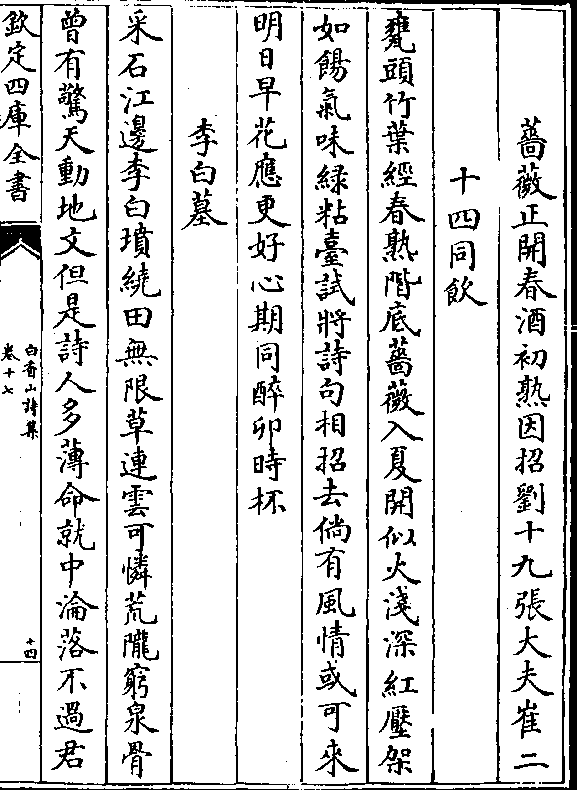 薔薇正開春酒初熟因招劉十九張大夫崔二
十四同飲
甕頭竹葉經春熟階底薔薇入夏開似火淺深紅壓架
如餳氣味緑粘臺試將詩句相招去倘有風情或可來
明日早花應更好心期同醉卯時杯
李白墓
采石江邊李白墳繞田無限草連雲可憐荒隴窮泉骨
曾有驚天動地文但是詩人多薄命就中淪落不過君
欽定四庫全書
白香山詩集
卷十七
十四